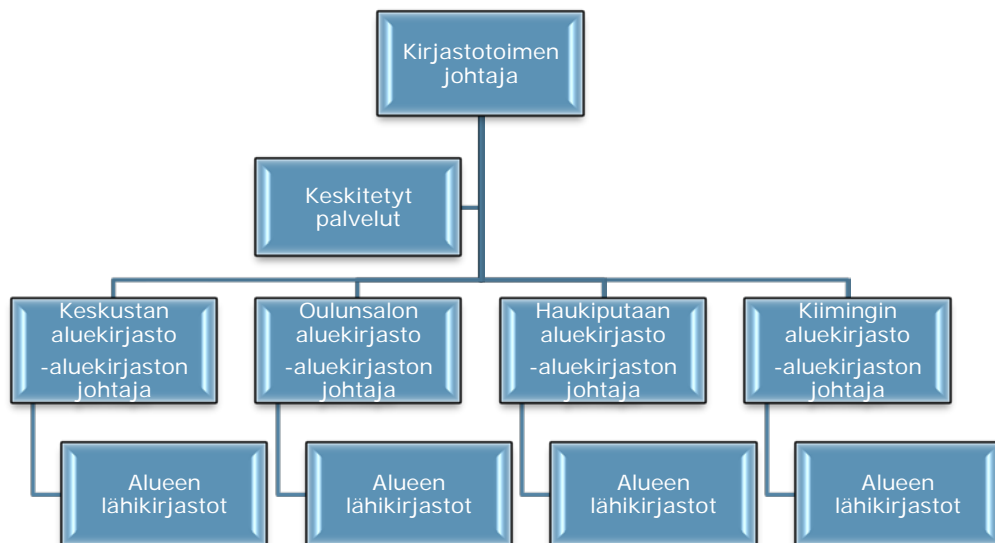 Kirjastotoimen
johtaja
Keskitetyt
palvelut
Keskustan
aluekirjasto
-aluekirjaston
johtaja
Oulunsalon
aluekirjasto
-aluekirjaston
johtaja
Haukiputaan
aluekirjasto
-aluekirjaston
johtaja
Kiimingin
aluekirjasto
-aluekirjaston
johtaja
Alueen
lähikirjastot
Alueen
lähikirjastot
Alueen
lähikirjastot
Alueen
lähikirjastot